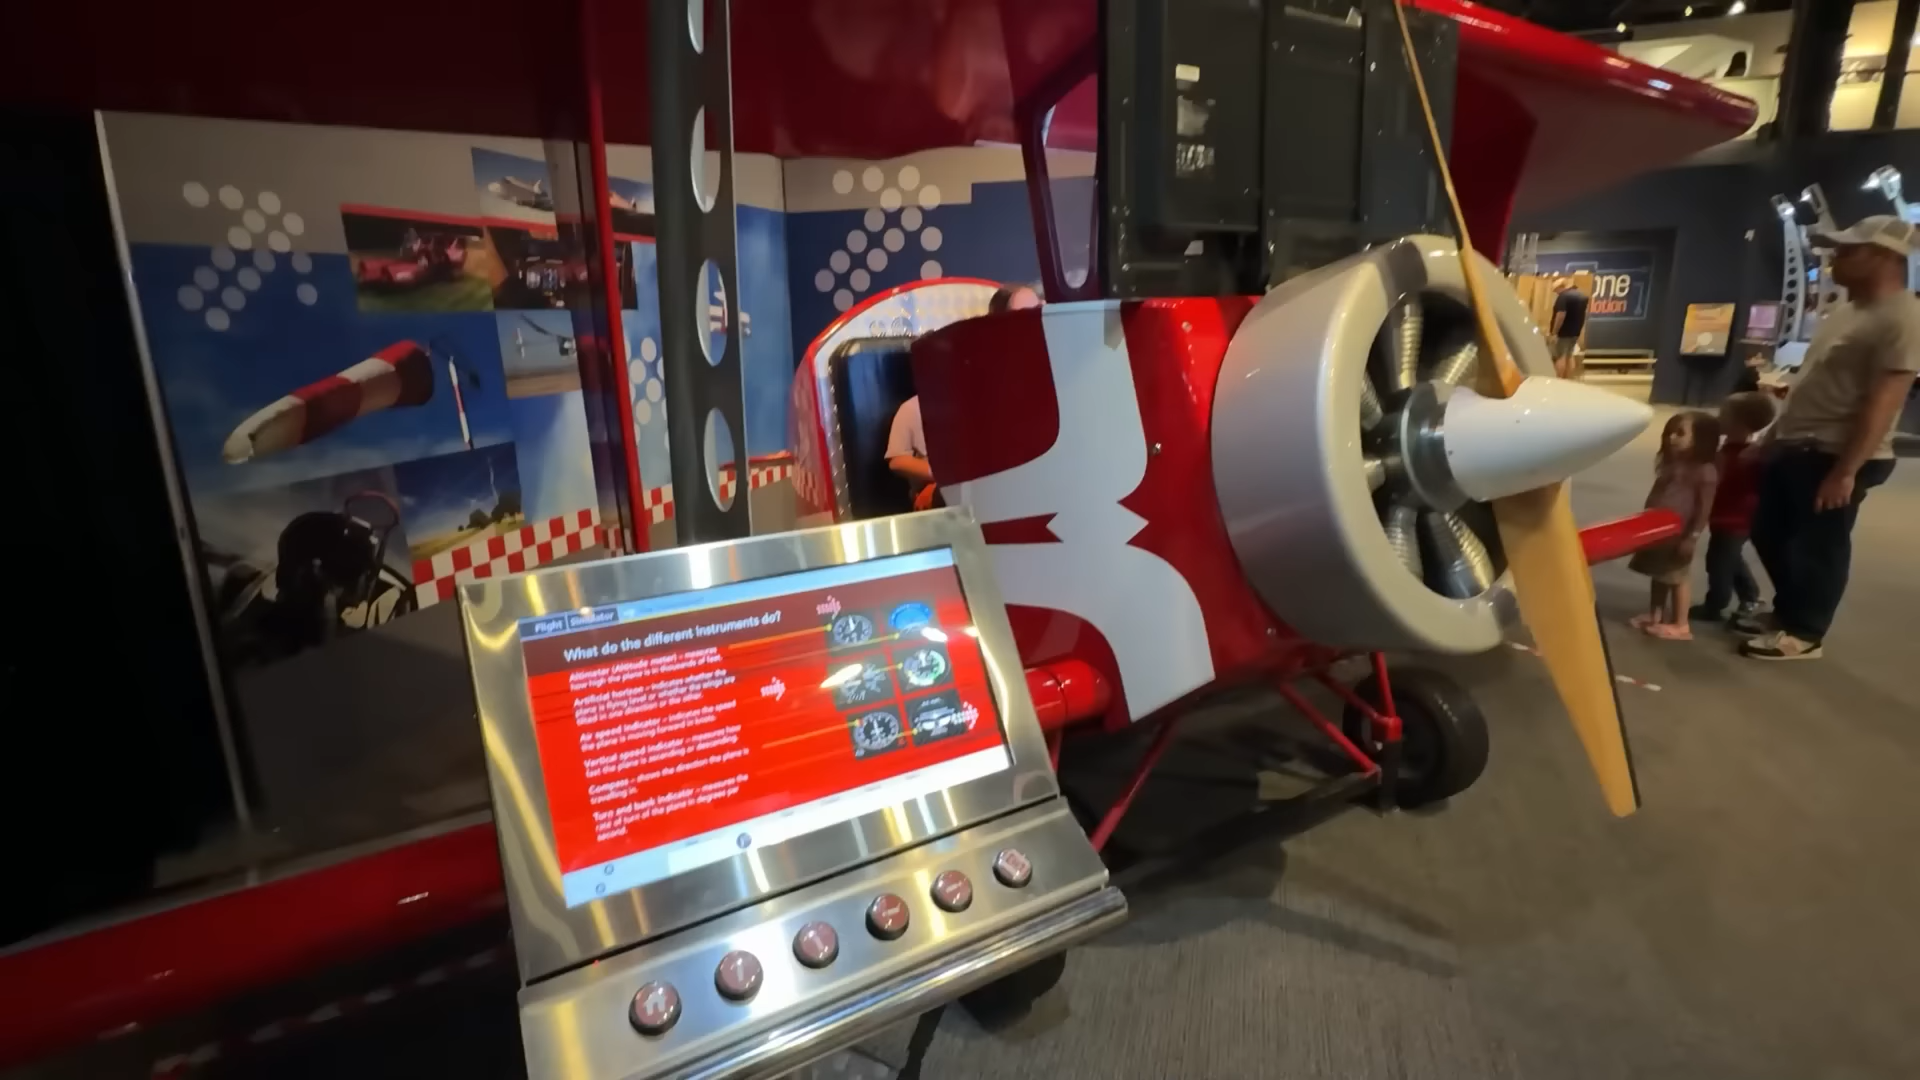 Flight Simulator
What do the different instruments do?
Altimeter (Altitude meter) – measures
how high the plane is in thousands of feet.
Artificial horizon – indicates whether the
plane is flying level or whether the wings are
tilted in one direction or the other.
Air speed indicator – indicates the speed
the plane is moving forward in knots.
Vertical speed indicator – measures how
fast the plane is ascending or descending.
Compass – shows the direction the plane is
travelling in.
Turn and bank indicator – measures the
rate of turn of the plane in degrees per
second.
one